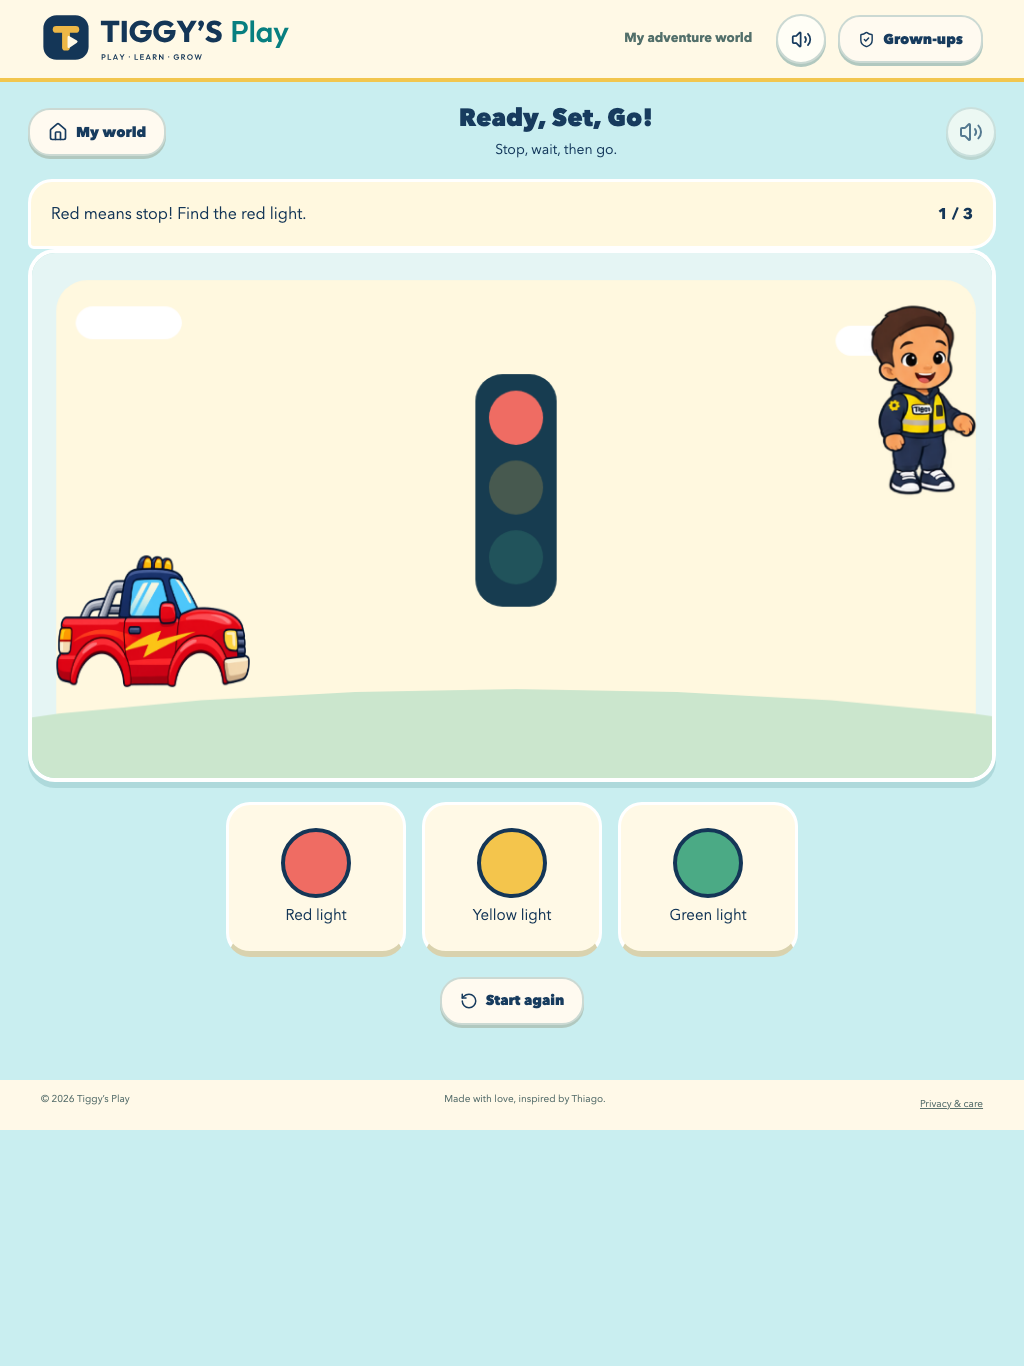 TIGGY'S Play
PLAY · LEARN · GROW
My adventure world
Grown-ups
My world
Ready, Set, Go!
Stop, wait, then go.
Red means stop! Find the red light.
1 / 3
Tiggy
Red light
Yellow light
Green light
Start again
© 2026 Tiggy's Play
Made with love, inspired by Thiago.
Privacy & care